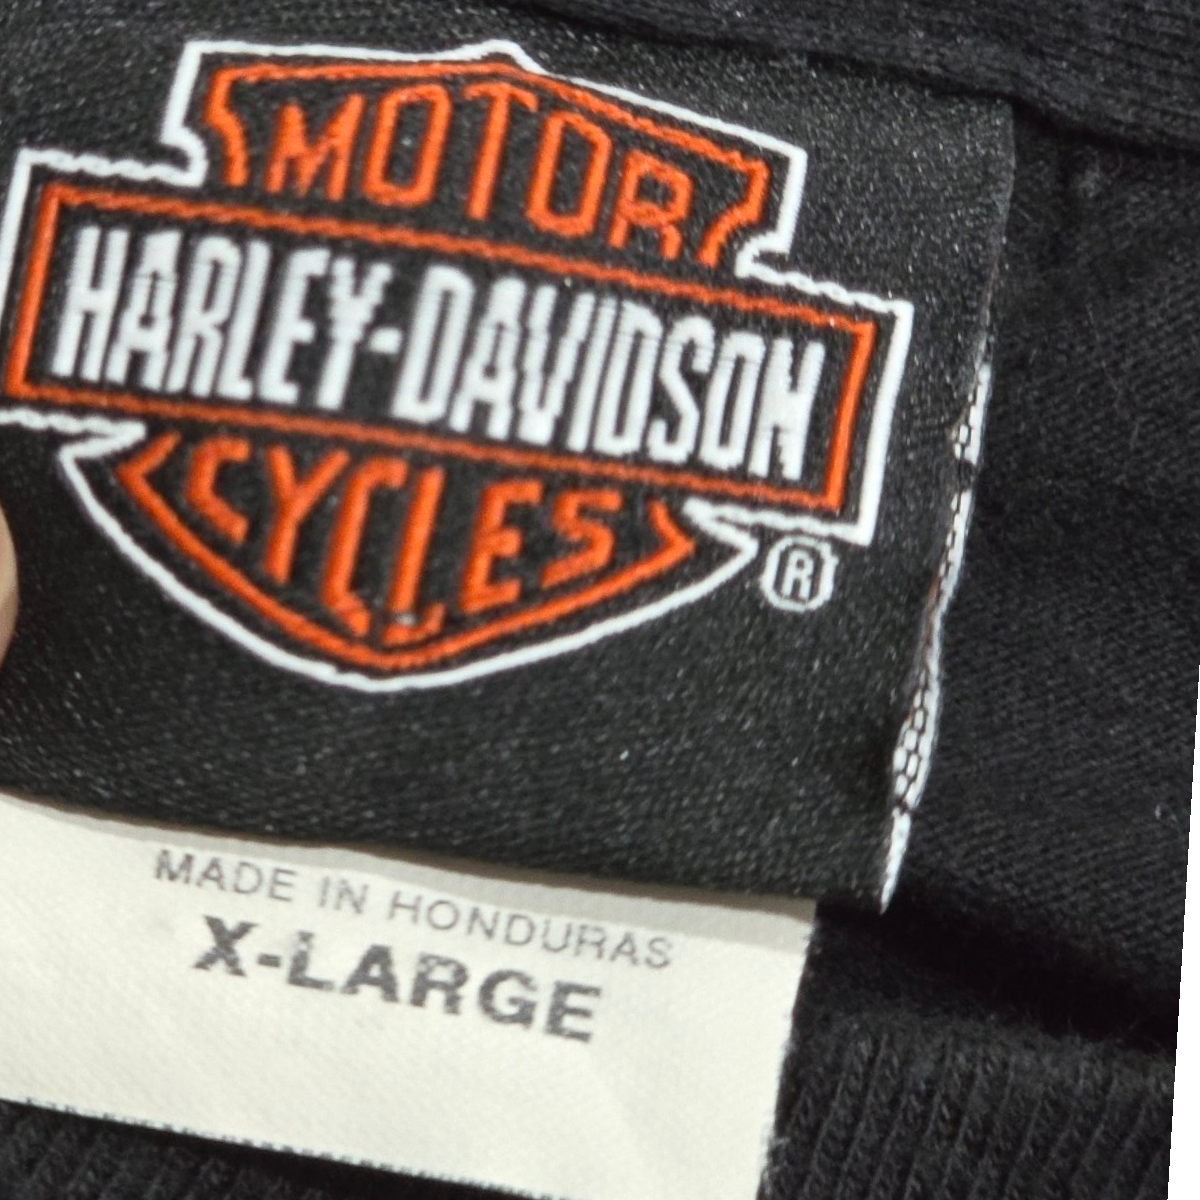 MOTOR
HARLEY-DAVIDSON
CYCLES
®
MADE IN HONDURAS
X-LARGE